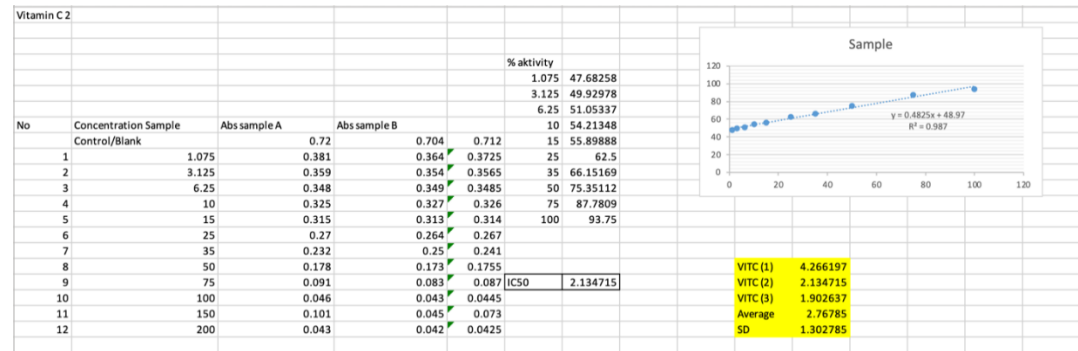 Vitamin C 2
Sample
% aktivity
1.075 47.68258
3.125 49.92978
6.25 51.05337
No Concentration Sample Abs sample A Abs sample B 10 54.21348
Control/Blank 0.72 0.704 0.712 15 55.89888
1 1.075 0.381 0.364 0.3725 25 62.5
2 3.125 0.359 0.354 0.3565 35 66.15169
3 6.25 0.348 0.349 0.3485 50 75.35112
4 10 0.325 0.327 0.326 75 87.7809
5 15 0.315 0.313 0.314 100 93.75
6 25 0.27 0.264 0.267
7 35 0.232 0.25 0.241
8 50 0.178 0.173 0.1755
9 75 0.091 0.083 0.087 IC50 2.134715
10 100 0.046 0.043 0.0445
11 150 0.101 0.045 0.073
12 200 0.043 0.042 0.0425
120
100
80
60
40
20
0
y = 0.4825x + 48.97
R² = 0.987
0 20 40 60 80 100 120
VITC (1) 4.266197
VITC (2) 2.134715
VITC (3) 1.902637
Average 2.76785
SD 1.302785